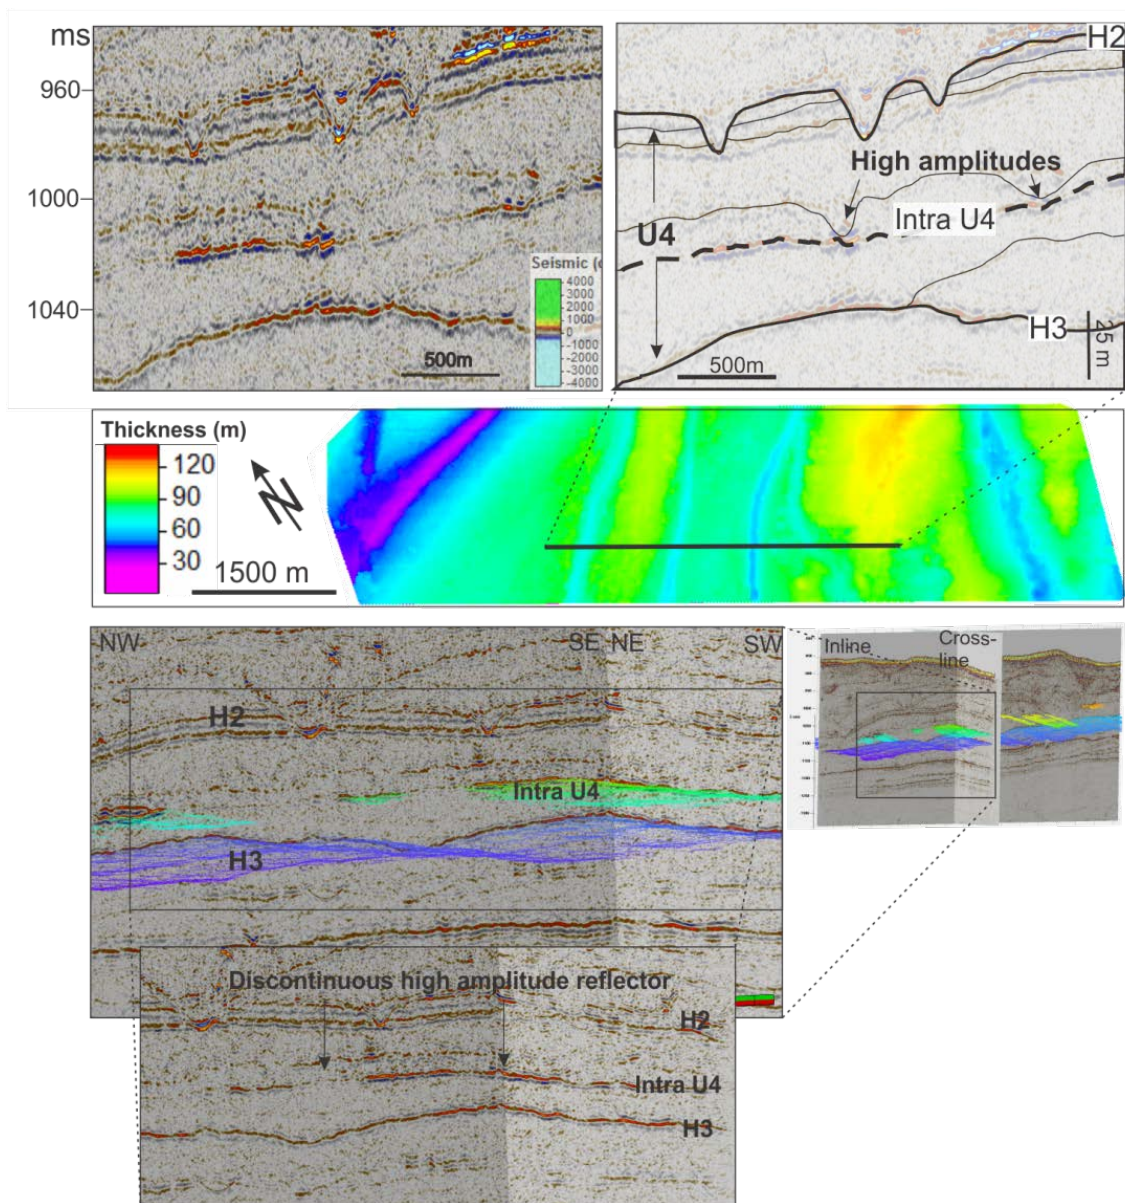 ms
960
1000
1040
500m
Seismic (
4000
3000
2000
1000
0
-1000
-2000
-3000
-4000
H2
High amplitudes
Intra U4
U4
H3
500m
25 m
Thickness (m)
120
90
60
30
N
1500 m
NW
SE
NE
SW
H2
Intra U4
H3
Inline
Cross-
line
Discontinuous high amplitude reflector
H2
Intra U4
H3